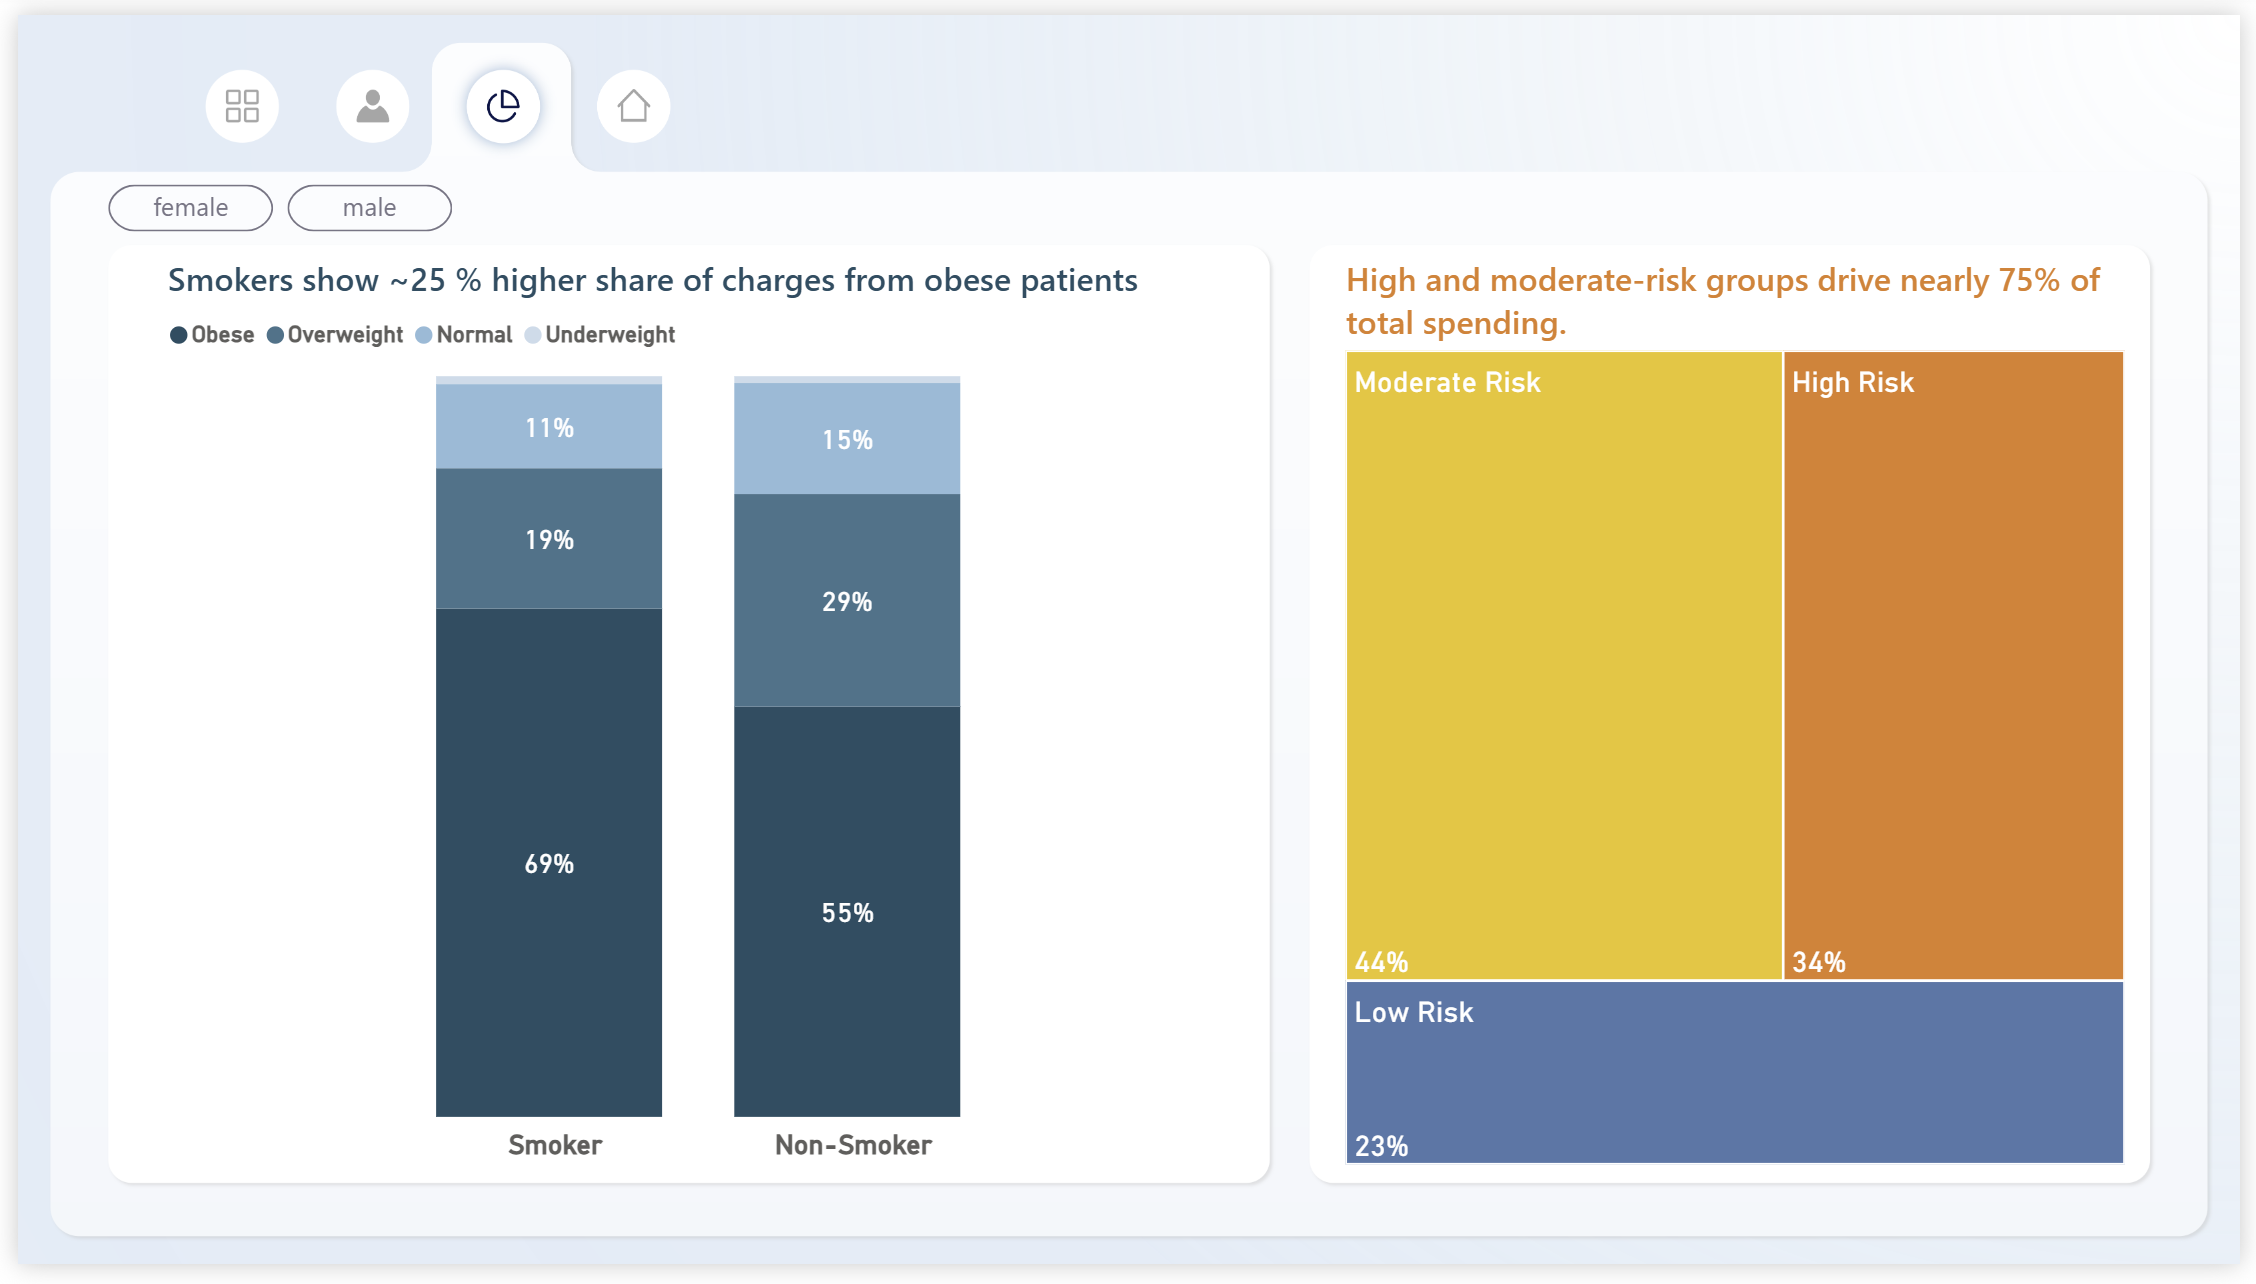 female
male
Smokers show ~25 % higher share of charges from obese patients
Obese Overweight Normal Underweight
11%
19%
69%
15%
29%
55%
Smoker
Non-Smoker
High and moderate-risk groups drive nearly 75% of
total spending.
Moderate Risk
44%
High Risk
34%
Low Risk
23%